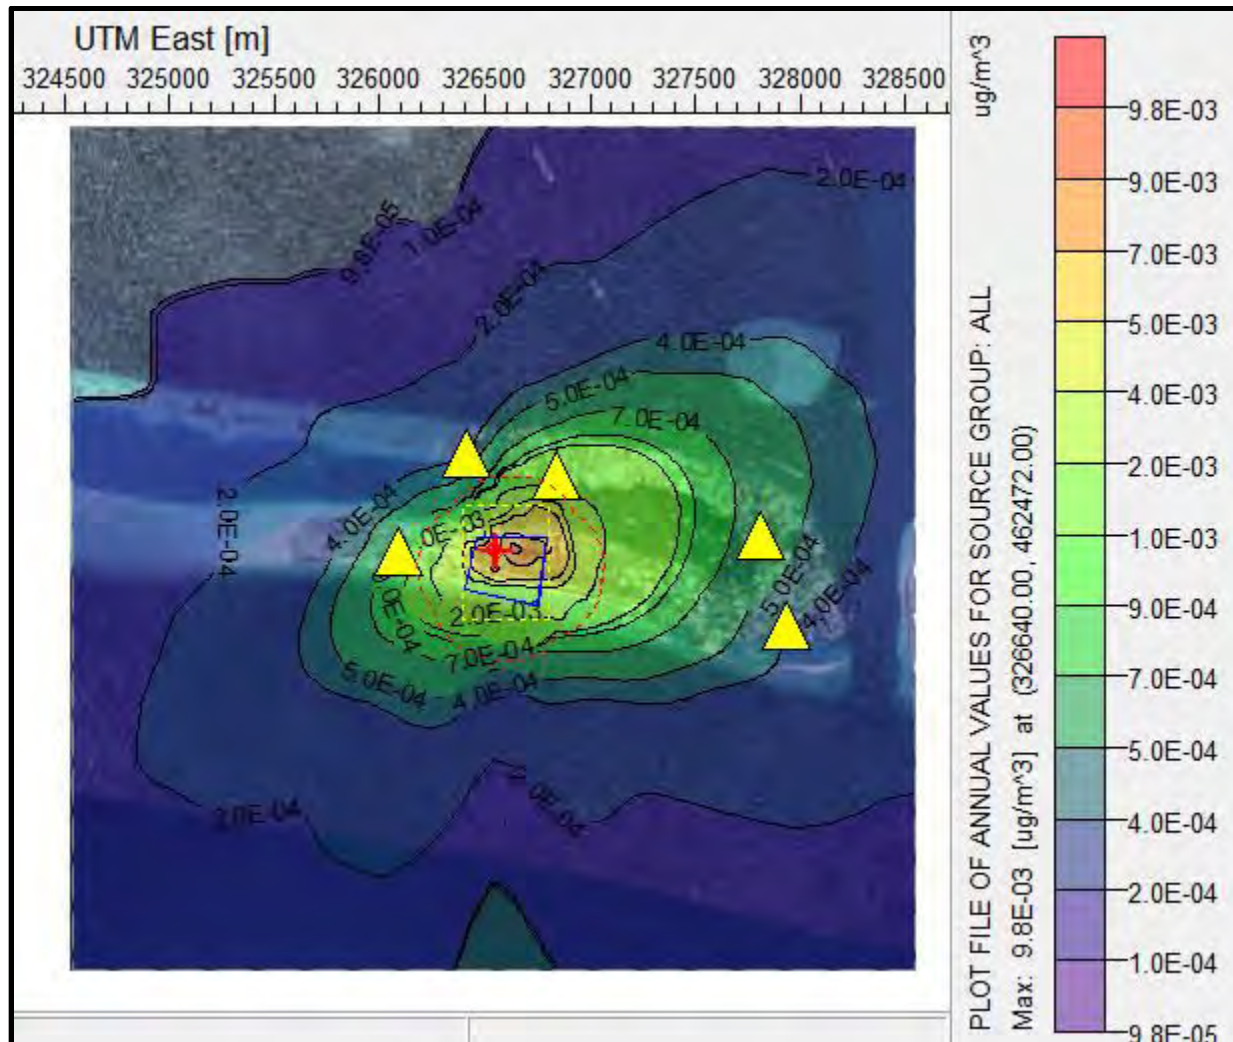 UTM East [m]
324500 325000 325500 326000 326500 327000 327500 328000 328500
2.0E-04
9.8E-05
1.0E-04
2.0E-04
4.0E-04
5.0E-04
7.0E-04
2.0E-04
4.0E-04
.0E-03
.0E-04
2.0E-03
7.0E-04
5.0E-04
4.0E-04
5.0E-04
4.0E-04
2.0E-04
.0E-04
ug/m^3
PLOT FILE OF ANNUAL VALUES FOR SOURCE GROUP: ALL
Max: 9.8E-03 [ug/m^3] at (326640.00, 462472.00)
9.8E-03
9.0E-03
7.0E-03
5.0E-03
4.0E-03
2.0E-03
1.0E-03
9.0E-04
7.0E-04
5.0E-04
4.0E-04
2.0E-04
1.0E-04
9.8E-05